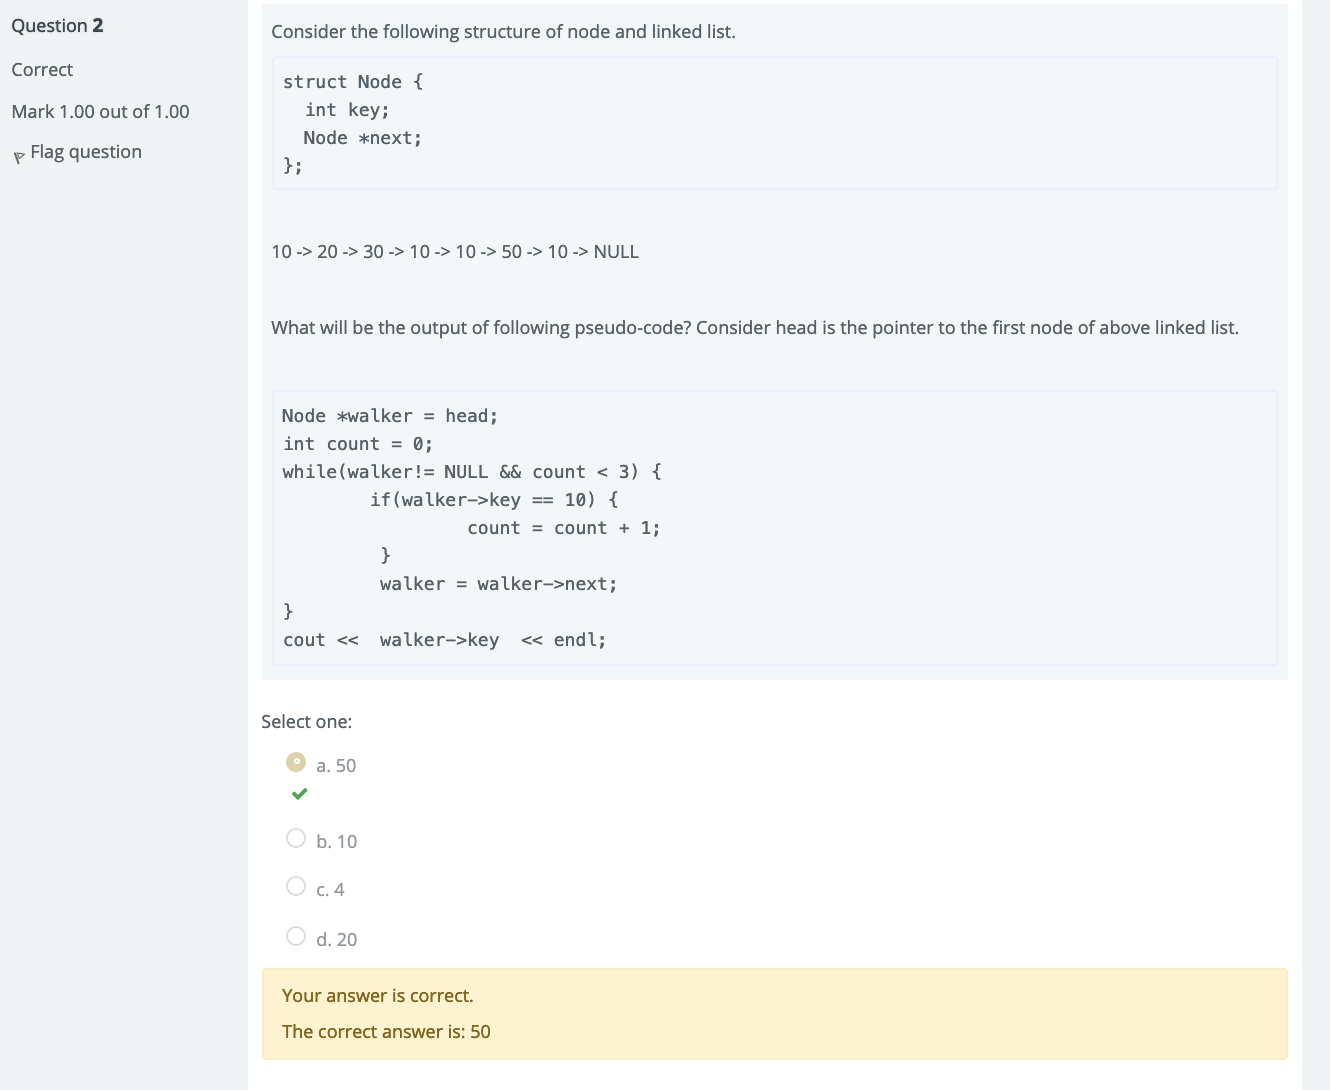 Question 2
Correct
Mark 1.00 out of 1.00
Flag question
Consider the following structure of node and linked list.
struct Node {
  int key;
  Node *next;
};
10 -> 20 -> 30 -> 10 -> 10 -> 50 -> 10 -> NULL
What will be the output of following pseudo-code? Consider head is the pointer to the first node of above linked list.
Node *walker = head;
int count = 0;
while(walker!= NULL && count < 3) {
        if(walker->key == 10) {
                 count = count + 1;
         }
         walker = walker->next;
}
cout <<  walker->key  << endl;
Select one:
a. 50
b. 10
c. 4
d. 20
Your answer is correct.
The correct answer is: 50